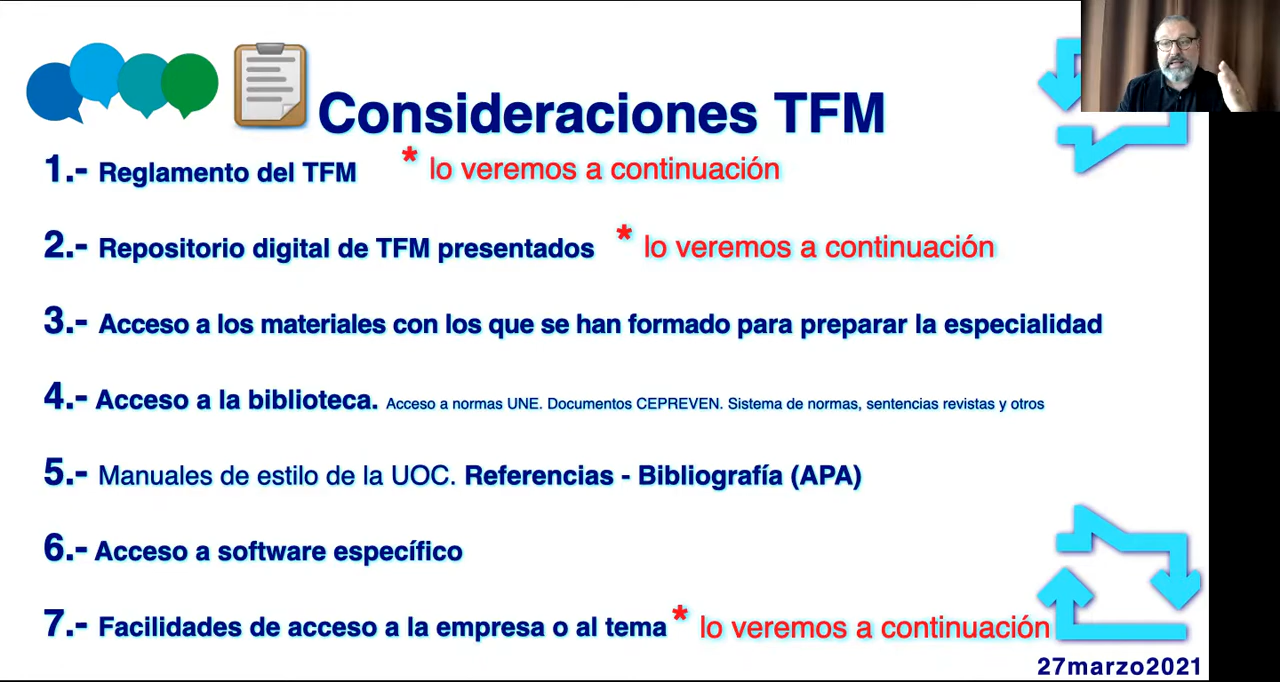 Consideraciones TFM
1.- Reglamento del TFM * lo veremos a continuación
2.- Repositorio digital de TFM presentados * lo veremos a continuación
3.- Acceso a los materiales con los que se han formado para preparar la especialidad
4.- Acceso a la biblioteca. Acceso a normas UNE. Documentos CEPREVEN. Sistema de normas, sentencias revistas y otros
5.- Manuales de estilo de la UOC. Referencias - Bibliografía (APA)
6.- Acceso a software específico
7.- Facilidades de acceso a la empresa o al tema * lo veremos a continuación
27marzo2021